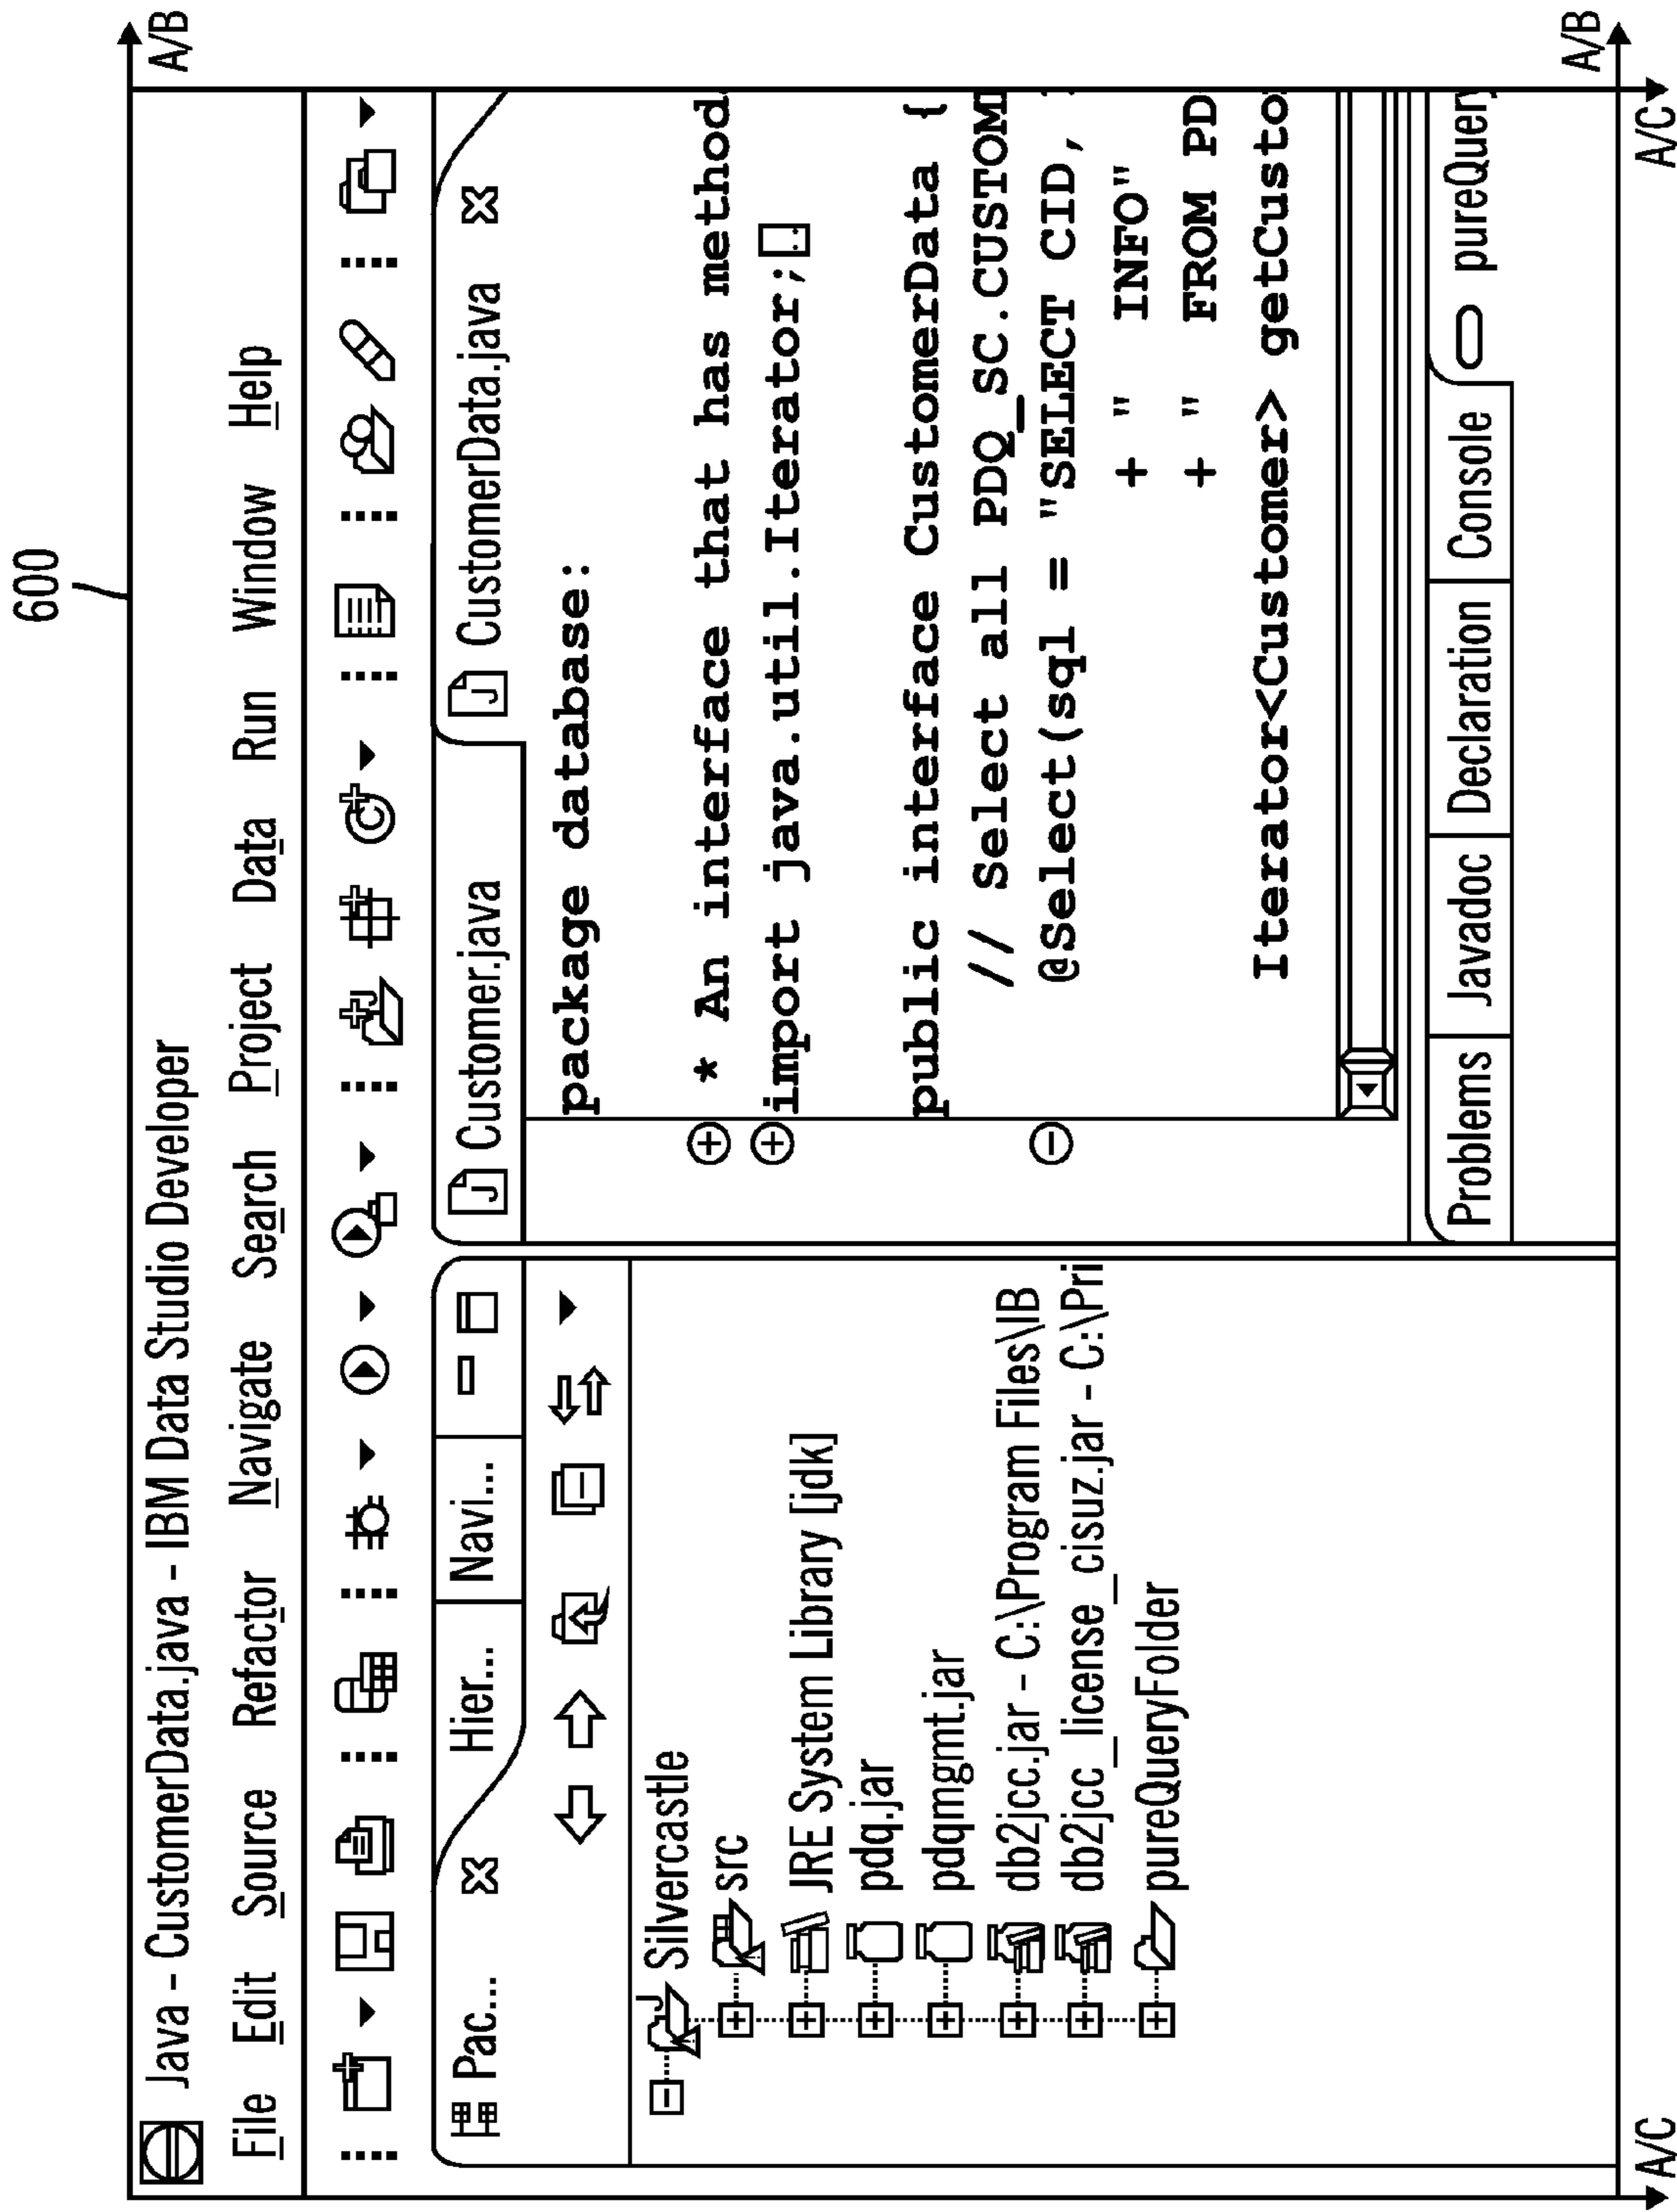 600
Java - CustomerData.java - IBM Data Studio Developer
File Edit Source Refactor Navigate Search Project Data Run Window Help
Pac... Hier... Navi...
Silvercastle
src
JRE System Library [jdk]
pdq.jar
pdqmgmt.jar
db2jcc.jar - C:\Program Files\IB
db2jcc_license_cisuz.jar - C:\Pri
pureQueryFolder
J Customer.java J CustomerData.java
package database:
* An interface that has method
import java.util.Iterator;
public interface CustomerData {
// Select all PDQ_SC.CUSTOM
@Select(sql = "SELECT CID,
+ " INFO"
+ " FROM PD
Iterator<Customer> getCusto
Problems Javadoc Declaration Console pureQuery
A/B
A/B
A/C
A/C